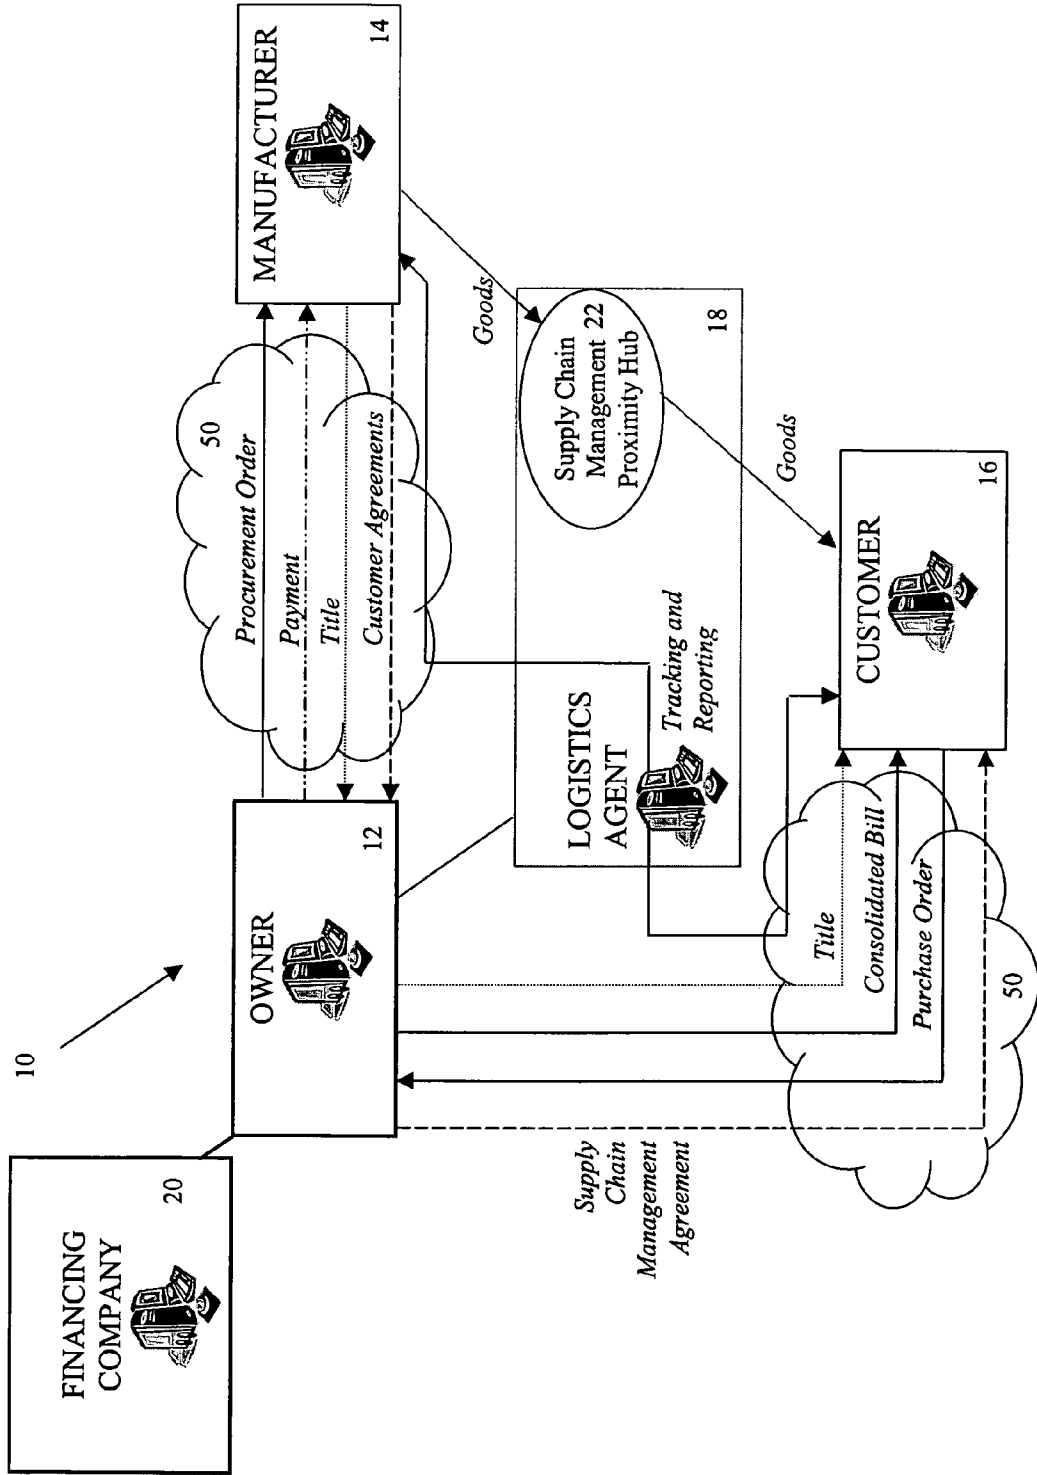 10
FINANCING
COMPANY
20
OWNER
12
MANUFACTURER
14
50
Procurement Order
Payment
Title
Customer Agreements
LOGISTICS
AGENT
Tracking and
Reporting
18
Supply Chain
Management 22
Proximity Hub
Goods
Goods
Supply
Chain
Management
Agreement
Title
Consolidated Bill
Purchase Order
50
CUSTOMER
16